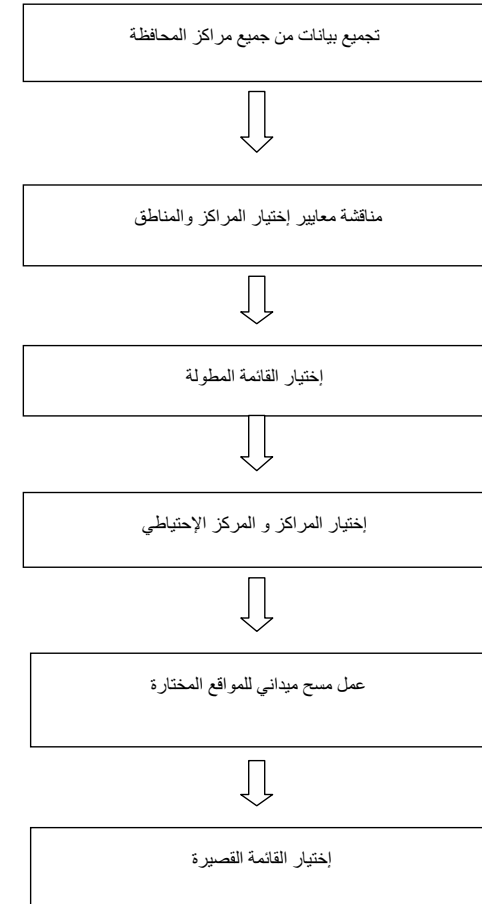 تجميع بيانات من جميع مراكز المحافظة
مناقشة معايير إختيار المراكز والمناطق
إختيار القائمة المطولة
إختيار المراكز و المركز الإحتياطي
عمل مسح ميداني للمواقع المختارة
إختيار القائمة القصيرة